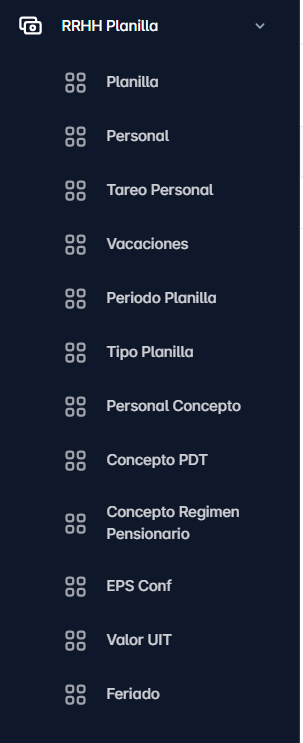 RRHH Planilla
Planilla
Personal
Tareo Personal
Vacaciones
Periodo Planilla
Tipo Planilla
Personal Concepto
Concepto PDT
Concepto Regimen
Pensionario
EPS Conf
Valor UIT
Feriado